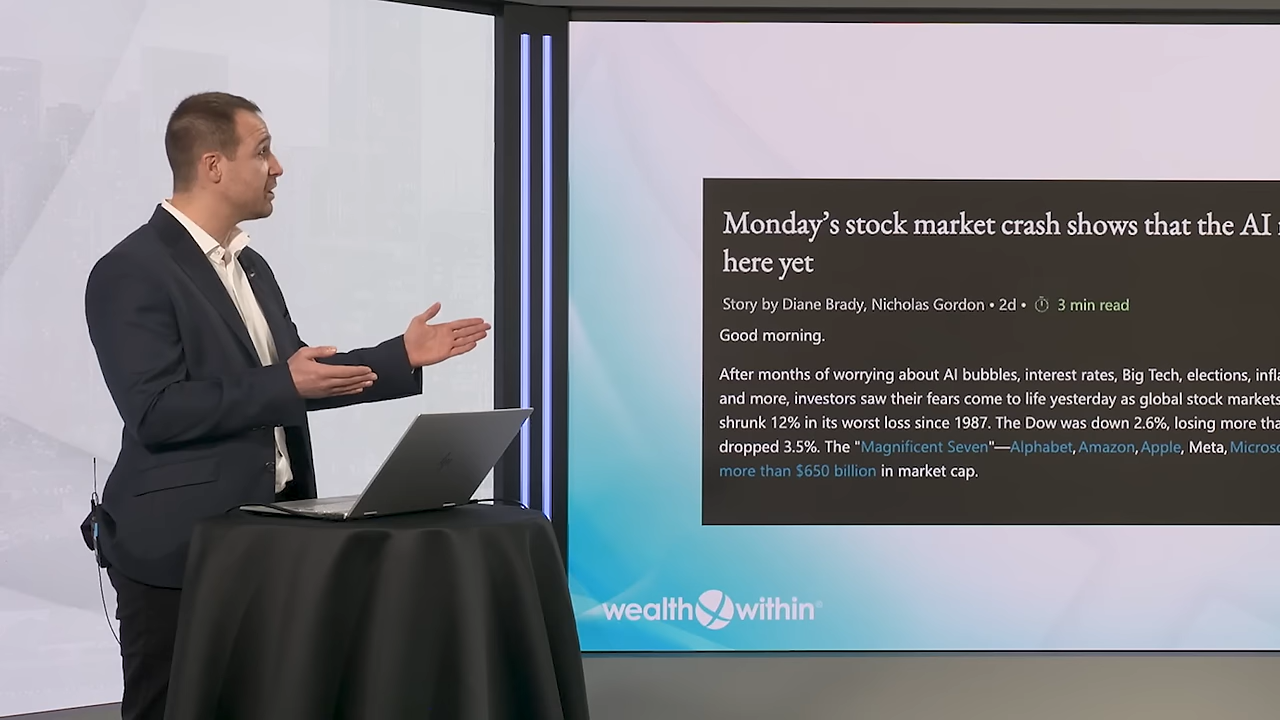 Monday's stock market crash shows that the AI
here yet
Story by Diane Brady, Nicholas Gordon • 2d • 3 min read
Good morning.
After months of worrying about AI bubbles, interest rates, Big Tech, elections, infla
and more, investors saw their fears come to life yesterday as global stock markets
shrunk 12% in its worst loss since 1987. The Dow was down 2.6%, losing more tha
dropped 3.5%. The "Magnificent Seven"—Alphabet, Amazon, Apple, Meta, Microso
more than $650 billion in market cap.
wealth within